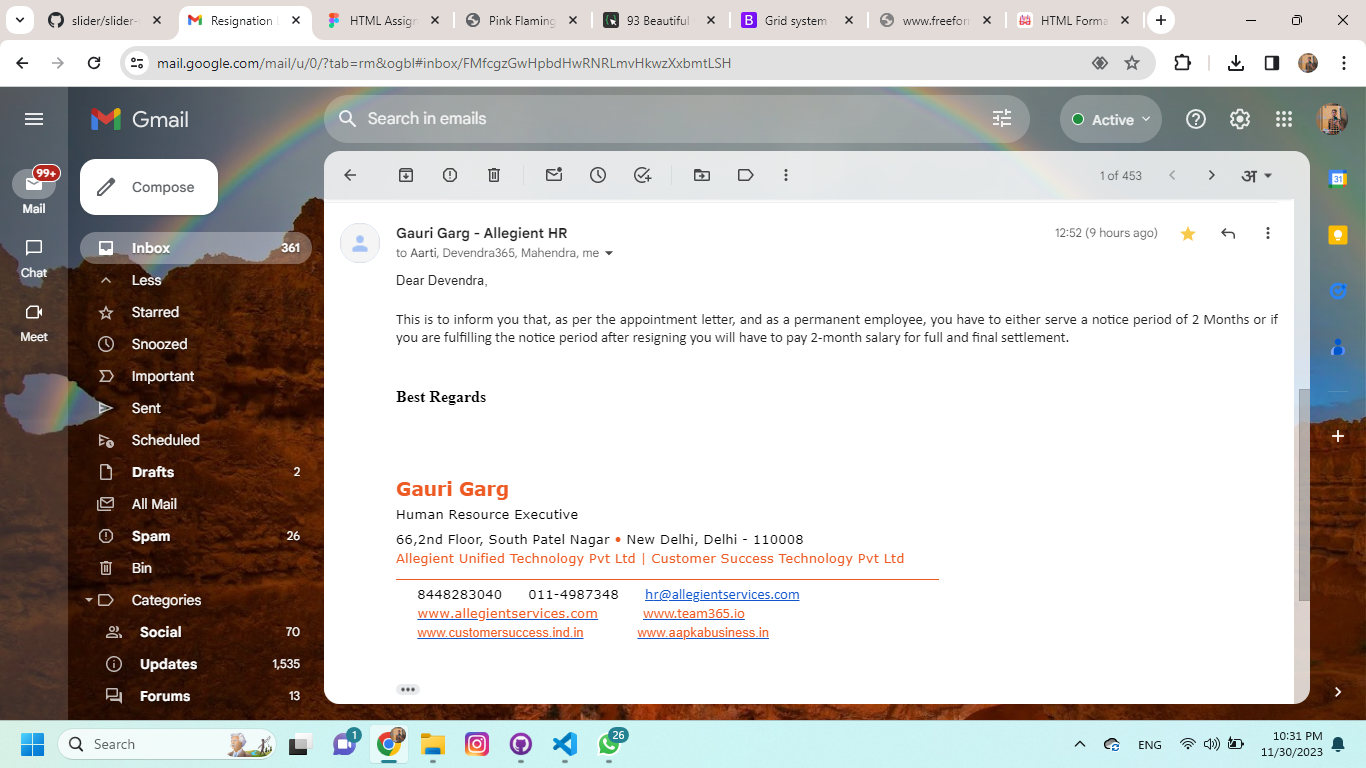 slider/slider-
Resignation
HTML Assign
Pink Flaming
93 Beautiful
Grid system
www.freefor
HTML Forma
mail.google.com/mail/u/0/?tab=rm&ogbl#inbox/FMfcgzGwHpbdHwRNRLmvHkwzXxbmtLSH
Gmail
Search in emails
Active
99+
Mail
Chat
Meet
Compose
Inbox 361
Less
Starred
Snoozed
Important
Sent
Scheduled
Drafts 2
All Mail
Spam 26
Bin
Categories
Social 70
Updates 1,535
Forums 13
1 of 453
अ
31
Gauri Garg - Allegient HR
12:52 (9 hours ago)
to Aarti, Devendra365, Mahendra, me
Dear Devendra,
This is to inform you that, as per the appointment letter, and as a permanent employee, you have to either serve a notice period of 2 Months or if
you are fulfilling the notice period after resigning you will have to pay 2-month salary for full and final settlement.
Best Regards
Gauri Garg
Human Resource Executive
66,2nd Floor, South Patel Nagar • New Delhi, Delhi - 110008
Allegient Unified Technology Pvt Ltd | Customer Success Technology Pvt Ltd
8448283040 011-4987348 hr@allegientservices.com
www.allegientservices.com www.team365.io
www.customersuccess.ind.in www.aapkabusiness.in
Search
1
26
ENG
10:31 PM
11/30/2023